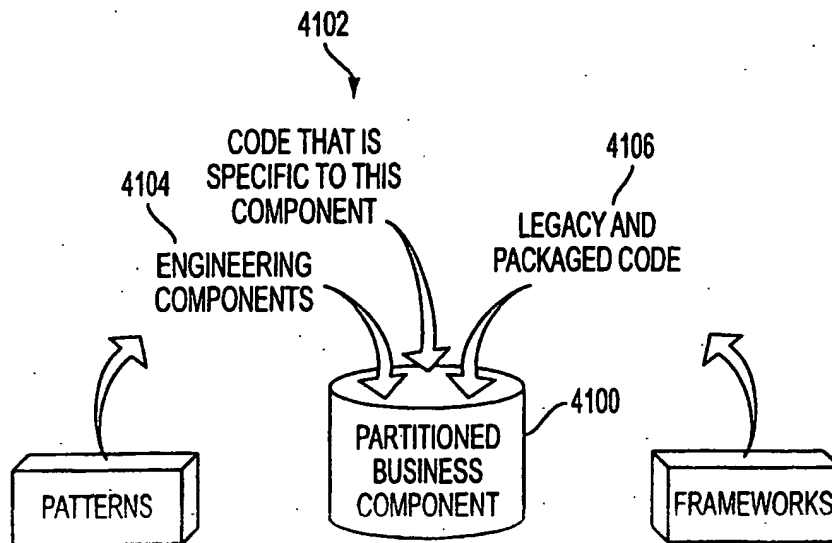 4102
CODE THAT IS
SPECIFIC TO THIS
COMPONENT
4104
ENGINEERING
COMPONENTS
4106
LEGACY AND
PACKAGED CODE
4100
PARTITIONED
BUSINESS
COMPONENT
PATTERNS
FRAMEWORKS